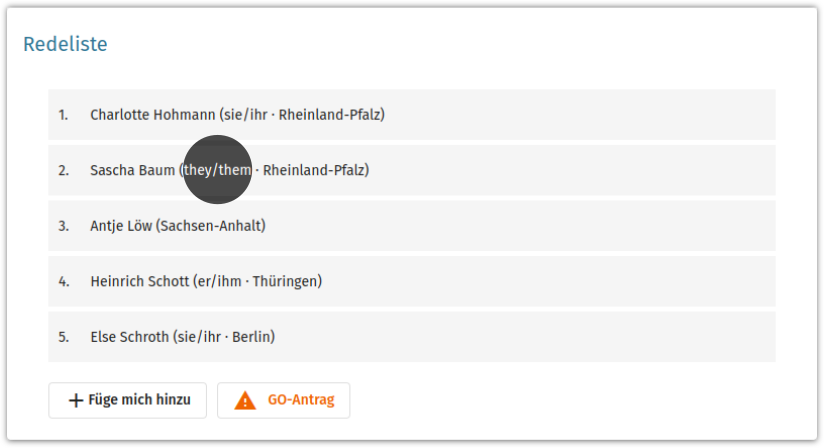 Redeliste
1. Charlotte Hohmann (sie/ihr · Rheinland-Pfalz)
2. Sascha Baum (they/them · Rheinland-Pfalz)
3. Antje Löw (Sachsen-Anhalt)
4. Heinrich Schott (er/ihm · Thüringen)
5. Else Schroth (sie/ihr · Berlin)
+ Füge mich hinzu GO-Antrag